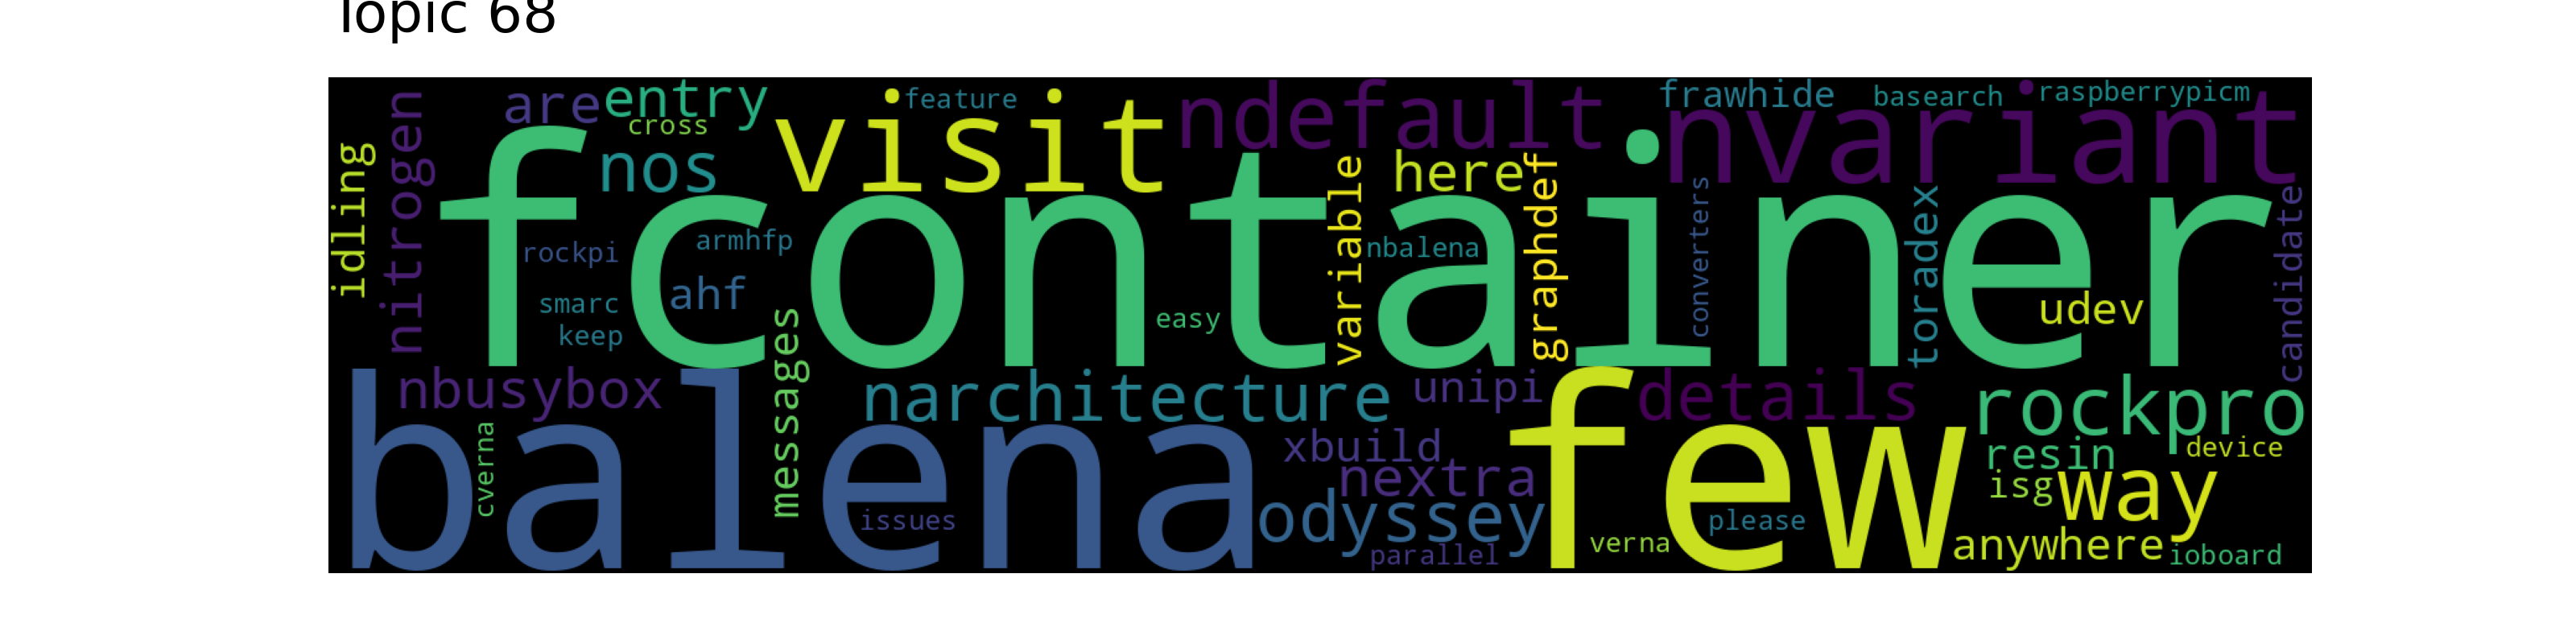 Topic 68
idling
nitrogen
are
entry
feature
cross
visit
ndefault
frawhide
basearch
raspberrypicm
nvariant
nos
here
fcontainer
rockpi
armhfp
ahf
smarc
keep
easy
variable
nbalena
graphdef
converters
toradex
udev
candidate
nbusybox
messages
narchitecture
unipi
details
rockpro
balena
cverna
issues
xbuild
nextra
odyssey
parallel
few
verna
please
resin
device
isg
way
anywhere
ioboard